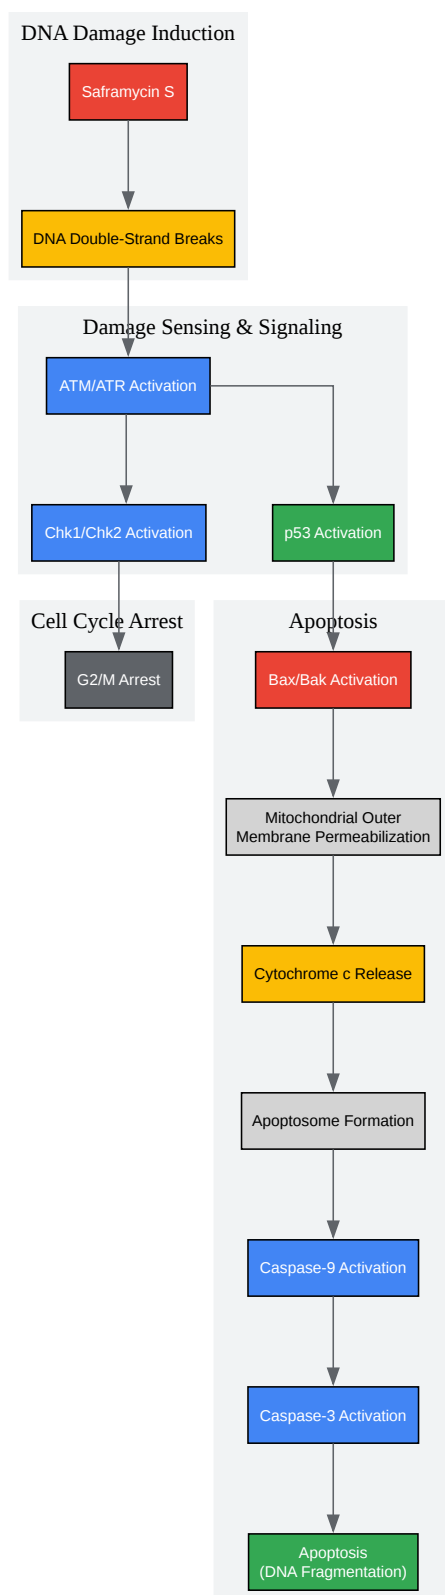 DNA Damage Induction
Saframycin S
DNA Double-Strand Breaks
Damage Sensing & Signaling
ATM/ATR Activation
Chk1/Chk2 Activation
p53 Activation
Cell Cycle Arrest
G2/M Arrest
Apoptosis
Bax/Bak Activation
Mitochondrial Outer
Membrane Permeabilization
Cytochrome c Release
Apoptosome Formation
Caspase-9 Activation
Caspase-3 Activation
Apoptosis
(DNA Fragmentation)